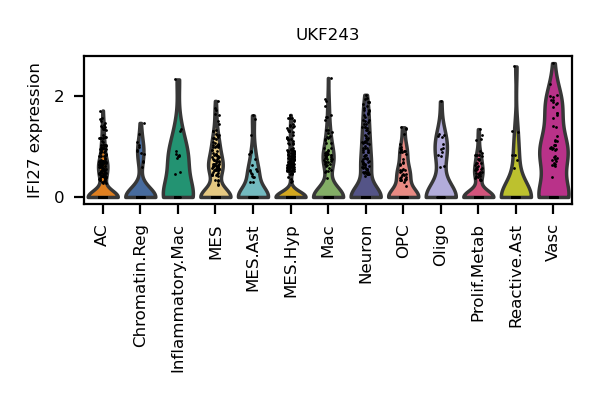 UKF243
IFI27 expression
2
0
AC
Chromatin.Reg
Inflammatory.Mac
MES
MES.Ast
MES.Hyp
Mac
Neuron
OPC
Oligo
Prolif.Metab
Reactive.Ast
Vasc